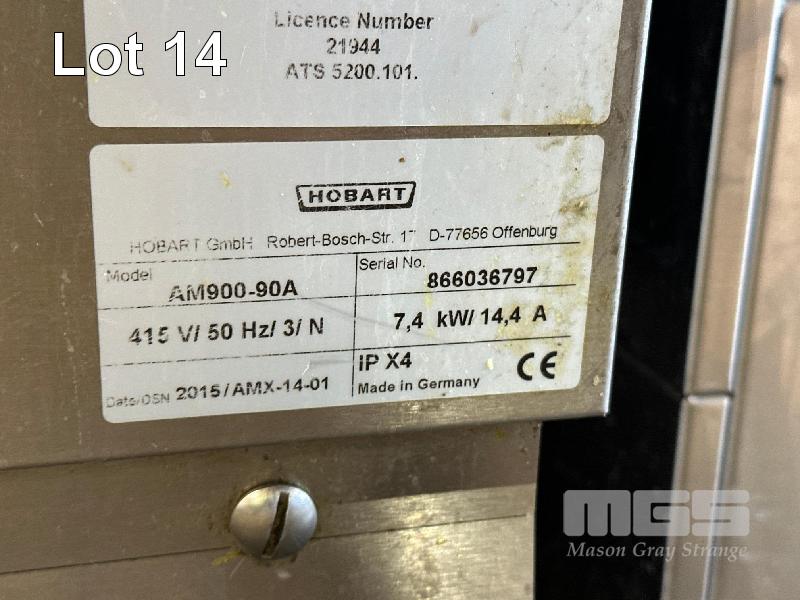 Lot 14
Licence Number
21944
ATS 5200.101.
HOBART
HOBART GmbH Robert-Bosch-Str. 17 D-77656 Offenburg
Model AM900-90A Serial No. 866036797
415 V/ 50 Hz/ 3/ N 7,4 kW/ 14,4 A
Date/OSN 2015/AMX-14-01 IP X4 CE
Made in Germany
MGS
Mason Gray Strange